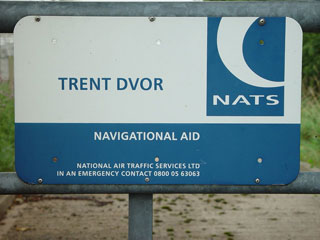 TRENT DVOR
NATS
NAVIGATIONAL AID
NATIONAL AIR TRAFFIC SERVICES LTD
IN AN EMERGENCY CONTACT 0800 05 63063